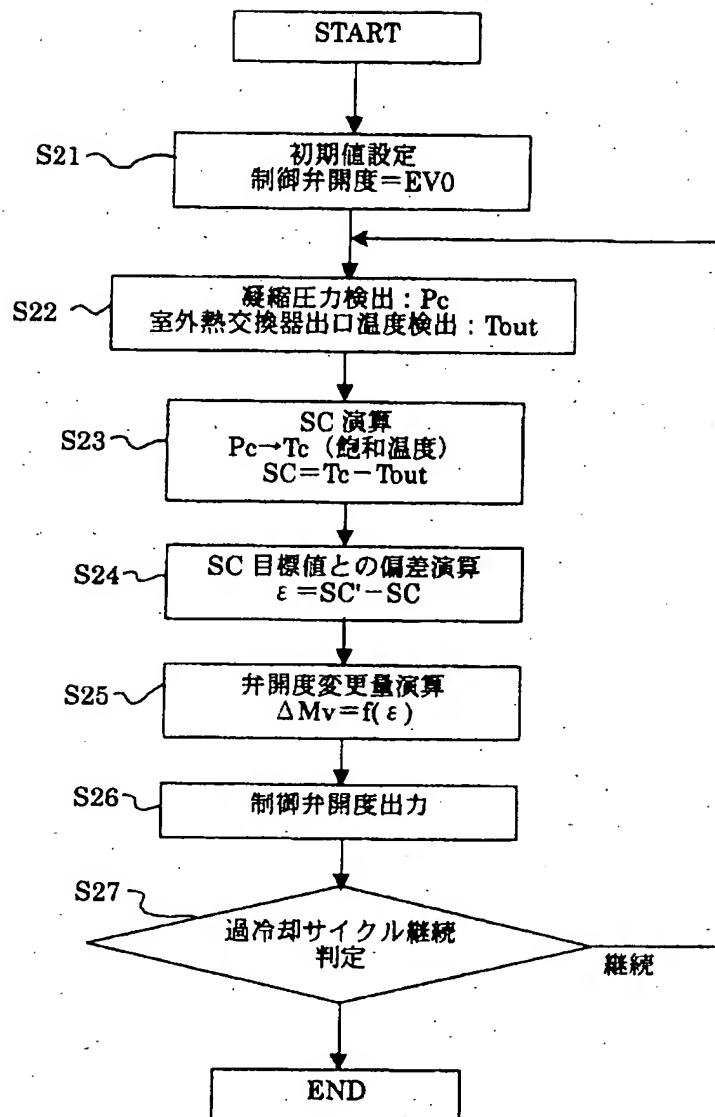 START
S21
初期値設定
制御弁開度＝EV0
S22
凝縮圧力検出：Pc
室外熱交換器出口温度検出：Tout
S23
SC 演算
Pc→Tc（飽和温度）
SC＝Tc－Tout
S24
SC 目標値との偏差演算
ε＝SC'－SC
S25
弁開度変更量演算
ΔMv＝f(ε)
S26
制御弁開度出力
S27
過冷却サイクル継続
判定
継続
END